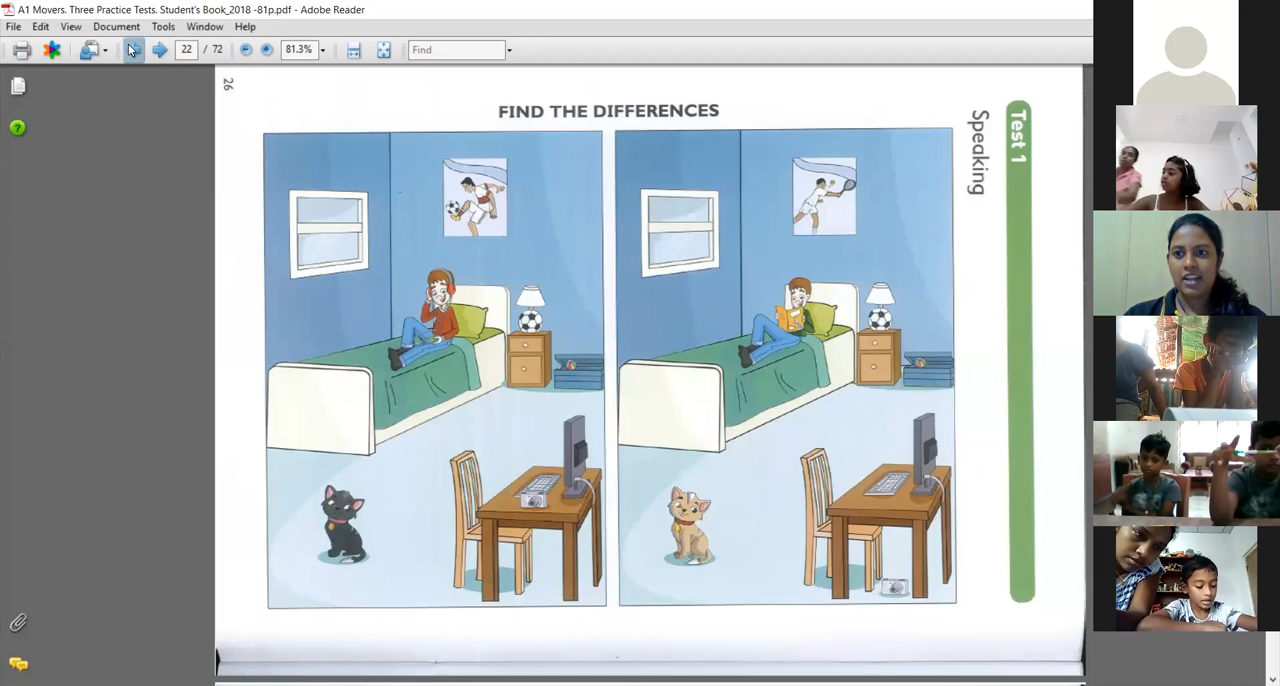 A1 Movers. Three Practice Tests. Student's Book_2018 -81p.pdf - Adobe Reader
File Edit View Document Tools Window Help
22 / 72 81.3% Find
26
FIND THE DIFFERENCES
Test 1
Speaking